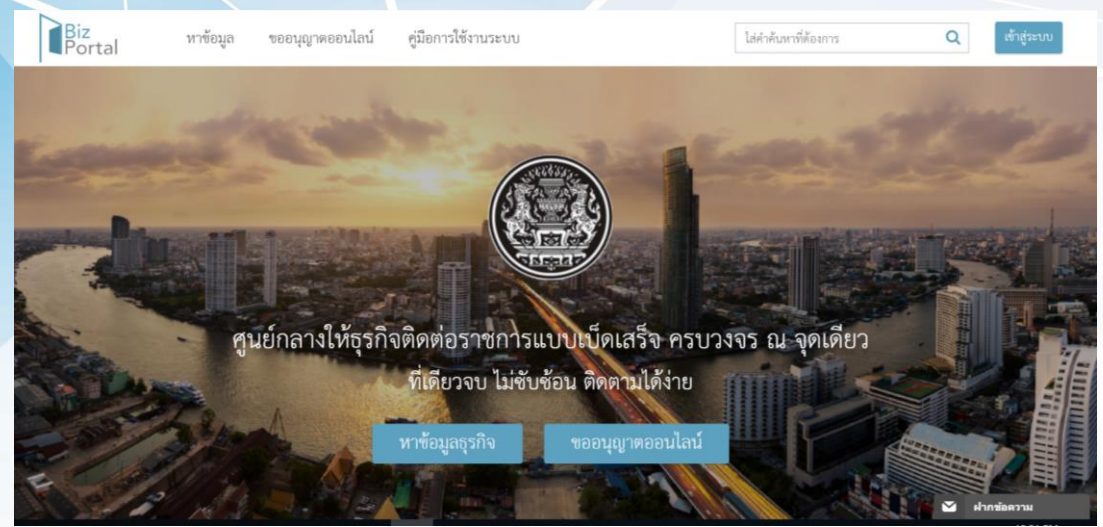 Biz
Portal
หาข้อมูล
ขออนุญาตออนไลน์
คู่มือการใช้งานระบบ
ใส่คำค้นหาที่ต้องการ
เข้าสู่ระบบ
ศูนย์กลางให้ธุรกิจติดต่อราชการแบบเบ็ดเสร็จ ครบวงจร ณ จุดเดียว
ที่เดียวจบ ไม่ซับซ้อน ติดตามได้ง่าย
หาข้อมูลธุรกิจ
ขออนุญาตออนไลน์
ฝากข้อความ